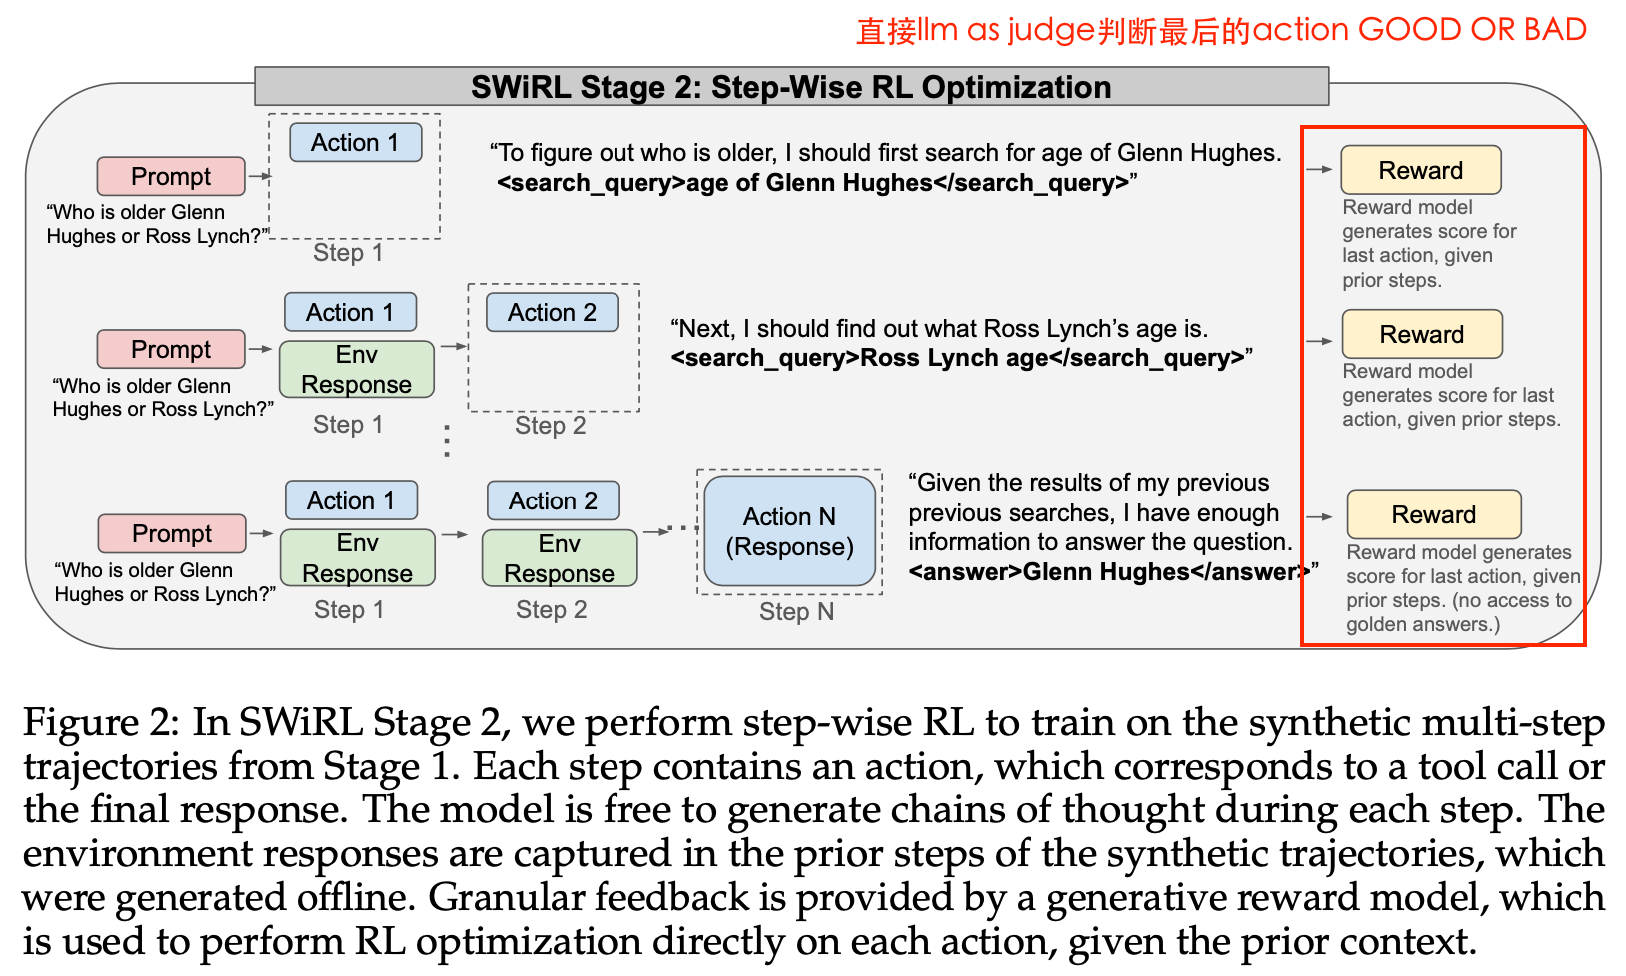 直接llm as judge判断最后的action GOOD OR BAD
SWiRL Stage 2: Step-Wise RL Optimization
Prompt
“Who is older Glenn
Hughes or Ross Lynch?”
Action 1
Step 1
“To figure out who is older, I should first search for age of Glenn Hughes.
<search_query>age of Glenn Hughes</search_query>”
Reward
Reward model
generates score for
last action, given
prior steps.
Prompt
“Who is older Glenn
Hughes or Ross Lynch?”
Action 1
Env
Response
Step 1
Action 2
Step 2
“Next, I should find out what Ross Lynch’s age is.
<search_query>Ross Lynch age</search_query>”
Reward
Reward model
generates score for last
action, given prior steps.
Prompt
“Who is older Glenn
Hughes or Ross Lynch?”
Action 1
Env
Response
Step 1
Action 2
Env
Response
Step 2
Action N
(Response)
Step N
“Given the results of my previous
previous searches, I have enough
information to answer the question.
<answer>Glenn Hughes</answer>”
Reward
Reward model generates
score for last action, given
prior steps. (no access to
golden answers.)
Figure 2: In SWiRL Stage 2, we perform step-wise RL to train on the synthetic multi-step
trajectories from Stage 1. Each step contains an action, which corresponds to a tool call or
the final response. The model is free to generate chains of thought during each step. The
environment responses are captured in the prior steps of the synthetic trajectories, which
were generated offline. Granular feedback is provided by a generative reward model, which
is used to perform RL optimization directly on each action, given the prior context.